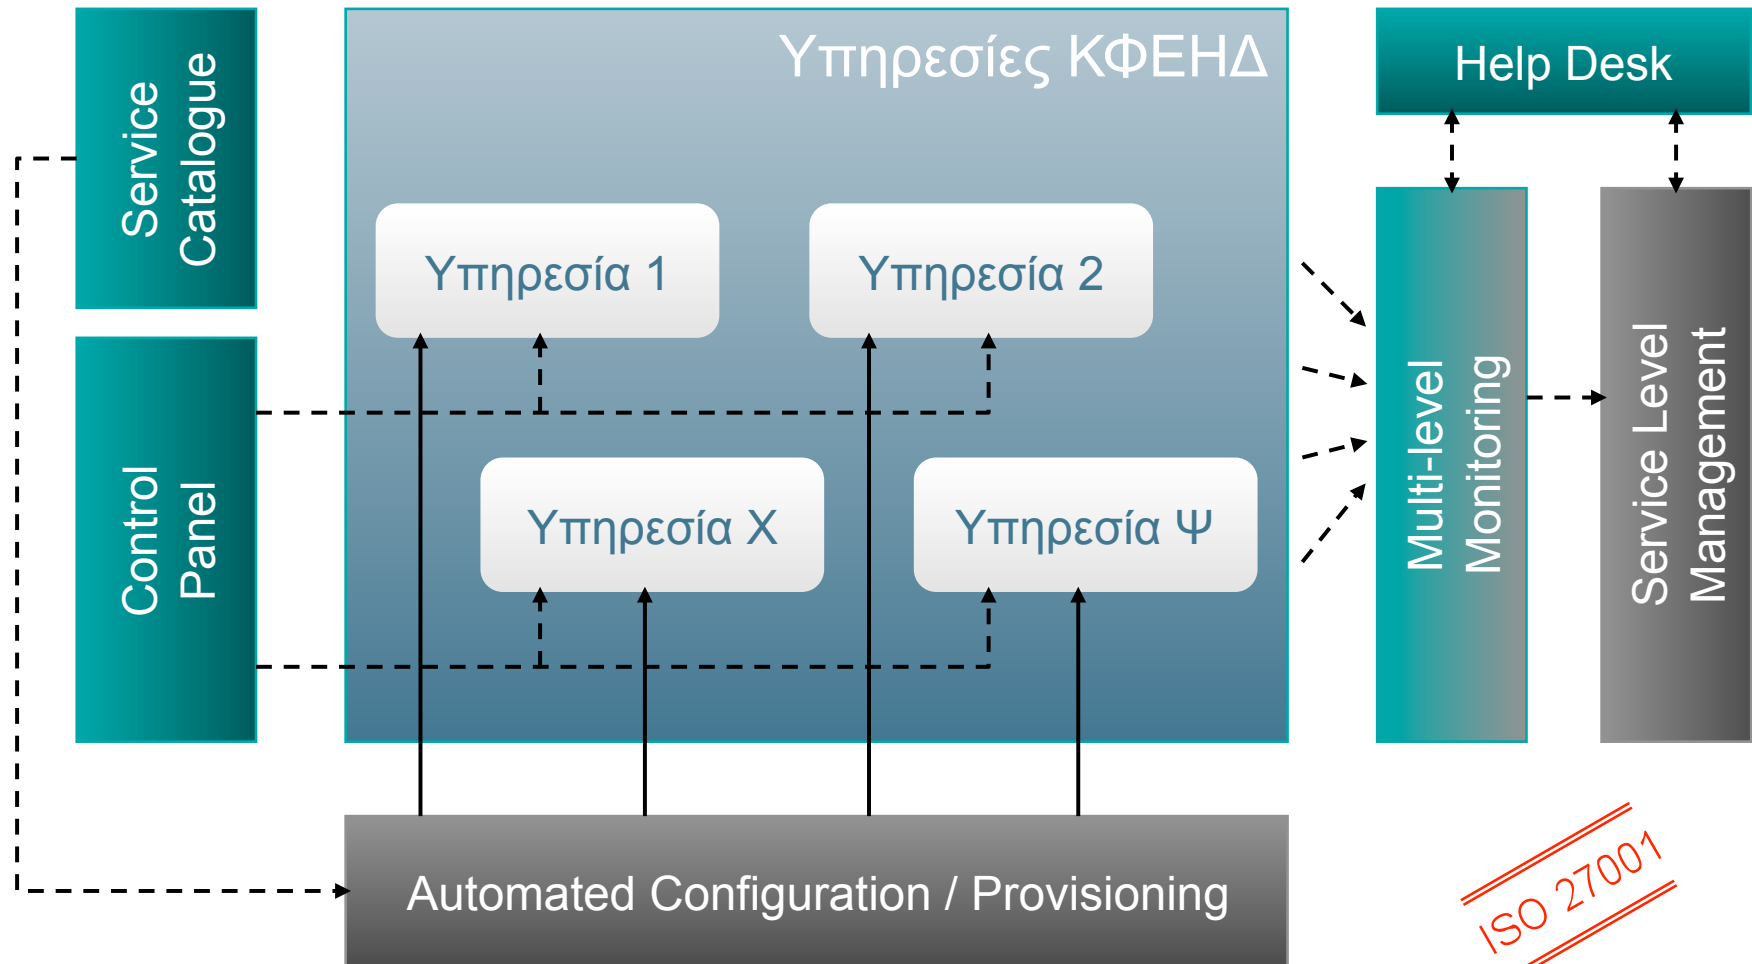 Service
Catalogue
Υπηρεσίες ΚΦΕΗΔ
Help Desk
Υπηρεσία 1
Υπηρεσία 2
Control
Panel
Υπηρεσία Χ
Υπηρεσία Ψ
Multi-level
Monitoring
Service Level
Management
Automated Configuration / Provisioning
ISO 27001